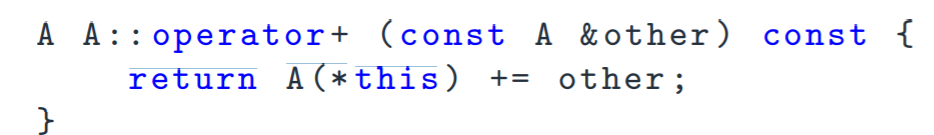 A A::operator+ (const A &other) const {
    return A(*this) += other;
}